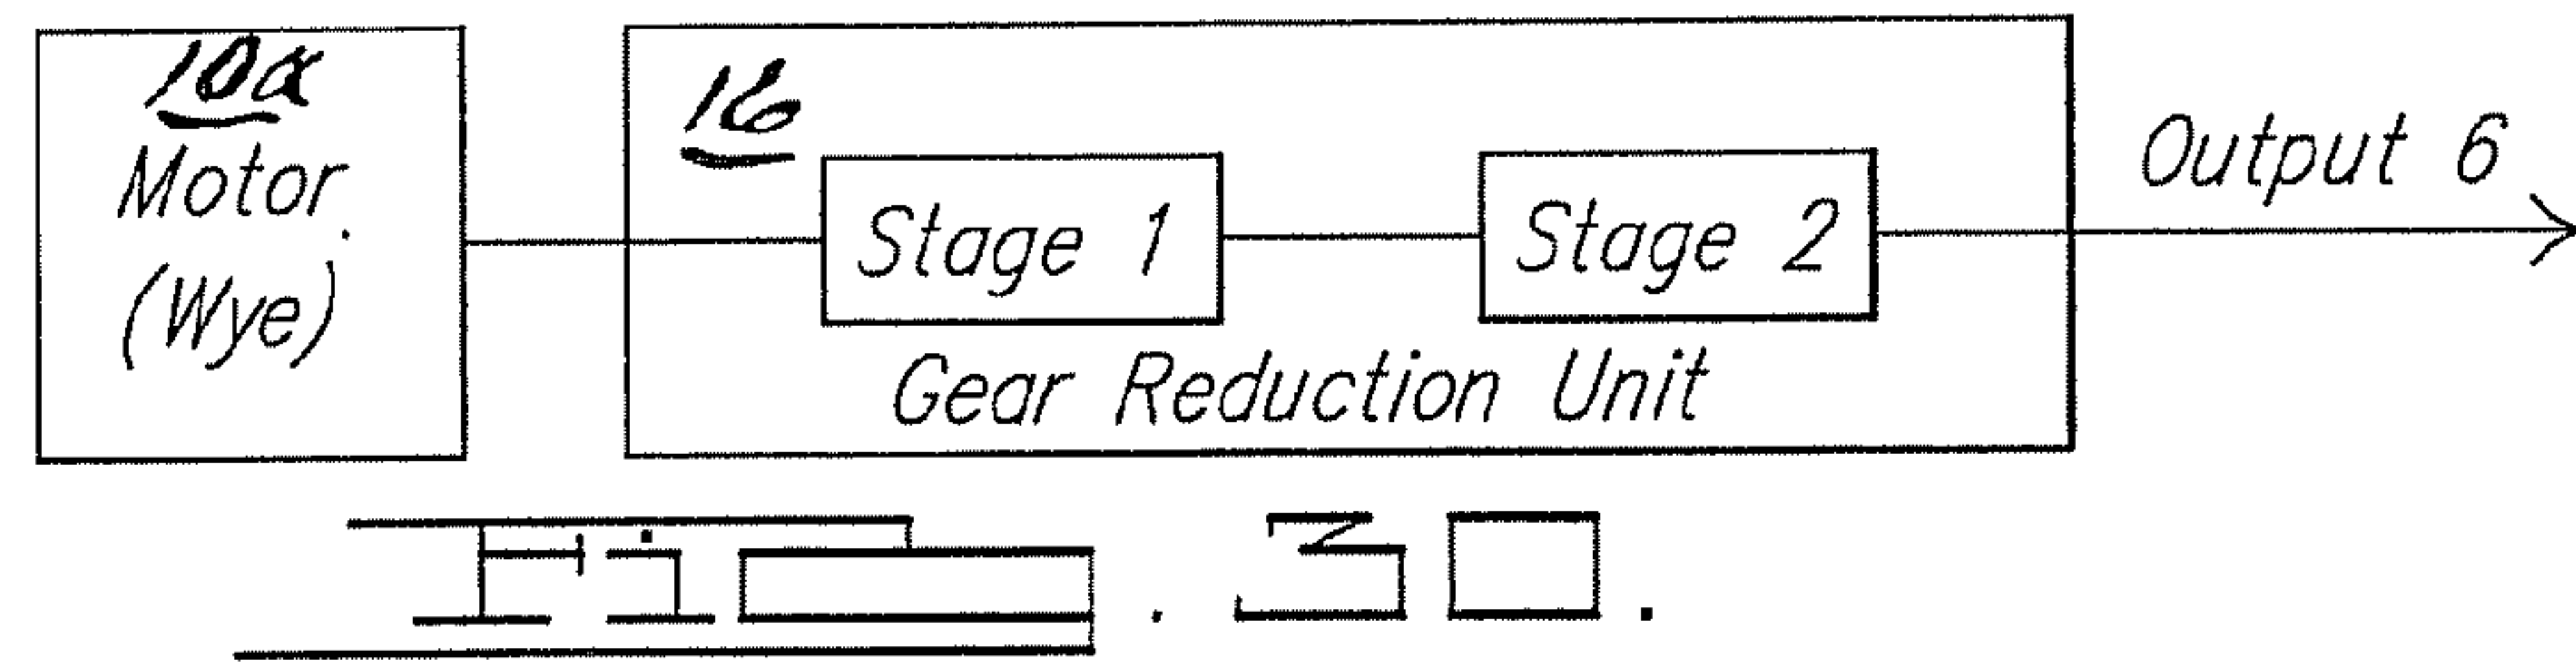 10a
Motor
(Wye)
16
Stage 1
Stage 2
Gear Reduction Unit
Output 6
Fig. 30.